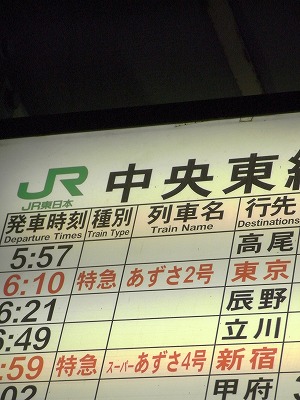 JR 中央東
JR東日本
発車時刻 種別 列車名 行先
Departure Times Train Type Train Name Destinations
5:57 高尾
6:10 特急 あずさ2号 東京
6:21 辰野
6:49 立川
:59 特急 スーパーあずさ4号 新宿
:02 甲府